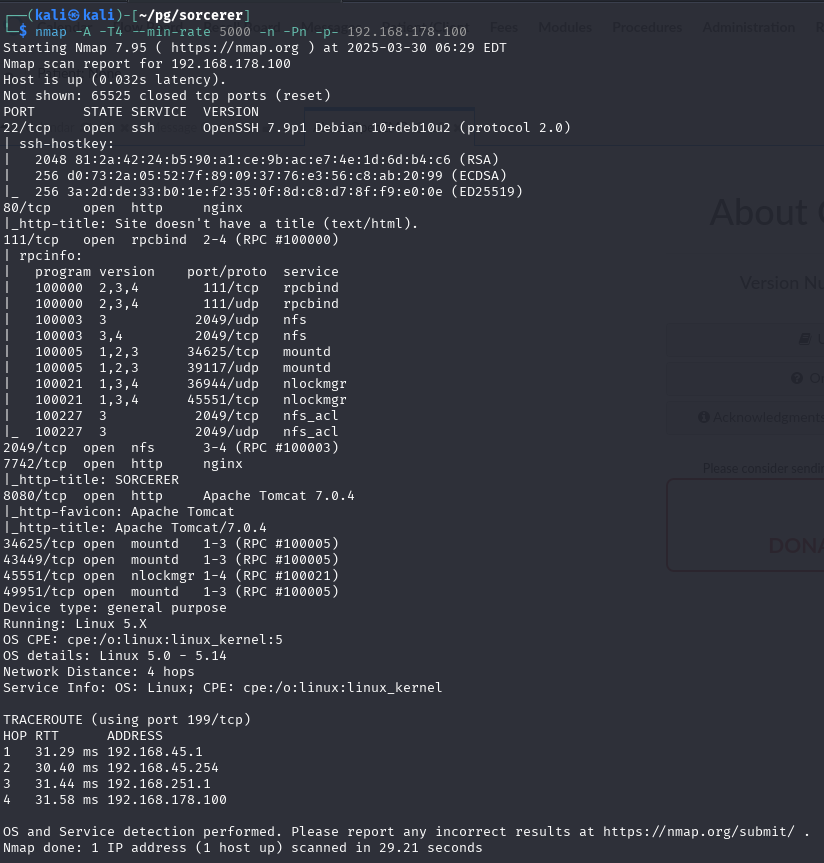 ┌──(kali㉿kali)-[~/pg/sorcerer]
└─$ nmap -A -T4 --min-rate 5000 -n -Pn -p- 192.168.178.100
Starting Nmap 7.95 ( https://nmap.org ) at 2025-03-30 06:29 EDT
Nmap scan report for 192.168.178.100
Host is up (0.032s latency).
Not shown: 65525 closed tcp ports (reset)
PORT      STATE SERVICE  VERSION
22/tcp    open  ssh      OpenSSH 7.9p1 Debian 10+deb10u2 (protocol 2.0)
| ssh-hostkey:
|   2048 81:2a:42:24:b5:90:a1:ce:9b:ac:e7:4e:1d:6d:b4:c6 (RSA)
|   256 d0:73:2a:05:52:7f:89:09:37:76:e3:56:c8:ab:20:99 (ECDSA)
|_  256 3a:2d:de:33:b0:1e:f2:35:0f:8d:c8:d7:8f:f9:e0:0e (ED25519)
80/tcp    open  http     nginx
|_http-title: Site doesn't have a title (text/html).
111/tcp   open  rpcbind  2-4 (RPC #100000)
| rpcinfo:
|   program version    port/proto  service
|   100000  2,3,4        111/tcp   rpcbind
|   100000  2,3,4        111/udp   rpcbind
|   100003  3           2049/udp   nfs
|   100003  3,4         2049/tcp   nfs
|   100005  1,2,3      34625/tcp   mountd
|   100005  1,2,3      39117/udp   mountd
|   100021  1,3,4      36944/udp   nlockmgr
|   100021  1,3,4      45551/tcp   nlockmgr
|   100227  3           2049/tcp   nfs_acl
|_  100227  3           2049/udp   nfs_acl
2049/tcp  open  nfs      3-4 (RPC #100003)
7742/tcp  open  http     nginx
|_http-title: SORCERER
8080/tcp  open  http     Apache Tomcat 7.0.4
|_http-favicon: Apache Tomcat
|_http-title: Apache Tomcat/7.0.4
34625/tcp open  mountd   1-3 (RPC #100005)
43449/tcp open  mountd   1-3 (RPC #100005)
45551/tcp open  nlockmgr 1-4 (RPC #100021)
49951/tcp open  mountd   1-3 (RPC #100005)
Device type: general purpose
Running: Linux 5.X
OS CPE: cpe:/o:linux:linux_kernel:5
OS details: Linux 5.0 - 5.14
Network Distance: 4 hops
Service Info: OS: Linux; CPE: cpe:/o:linux:linux_kernel

TRACEROUTE (using port 199/tcp)
HOP RTT      ADDRESS
1   31.29 ms 192.168.45.1
2   30.40 ms 192.168.45.254
3   31.44 ms 192.168.251.1
4   31.58 ms 192.168.178.100

OS and Service detection performed. Please report any incorrect results at https://nmap.org/submit/ .
Nmap done: 1 IP address (1 host up) scanned in 29.21 seconds
Fees
Modules
Procedures
Administration
About
Version
Acknowledgments
Please consider